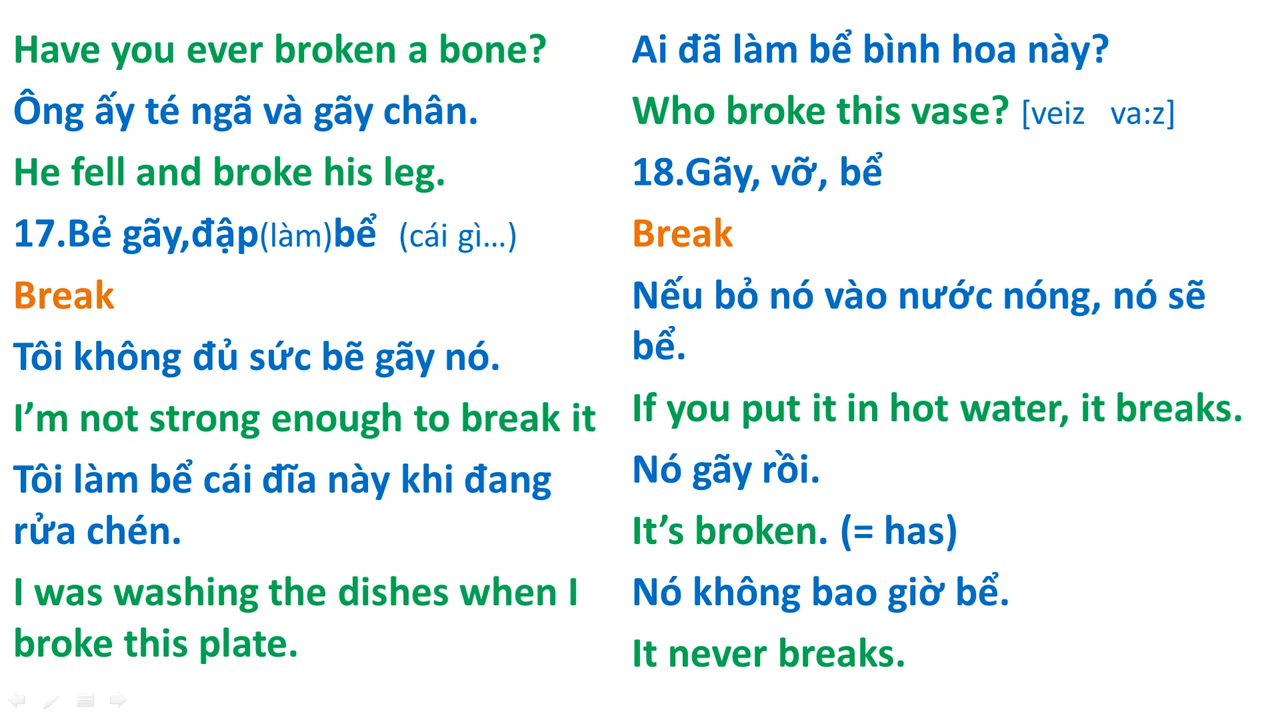 Have you ever broken a bone?
Ông ấy té ngã và gãy chân.
He fell and broke his leg.
17.Bẻ gãy,đập(làm)bể (cái gì...)
Break
Tôi không đủ sức bẽ gãy nó.
I'm not strong enough to break it
Tôi làm bể cái đĩa này khi đang
rửa chén.
I was washing the dishes when I
broke this plate.
Ai đã làm bể bình hoa này?
Who broke this vase? [veiz va:z]
18.Gãy, vỡ, bể
Break
Nếu bỏ nó vào nước nóng, nó sẽ
bể.
If you put it in hot water, it breaks.
Nó gãy rồi.
It's broken. (= has)
Nó không bao giờ bể.
It never breaks.